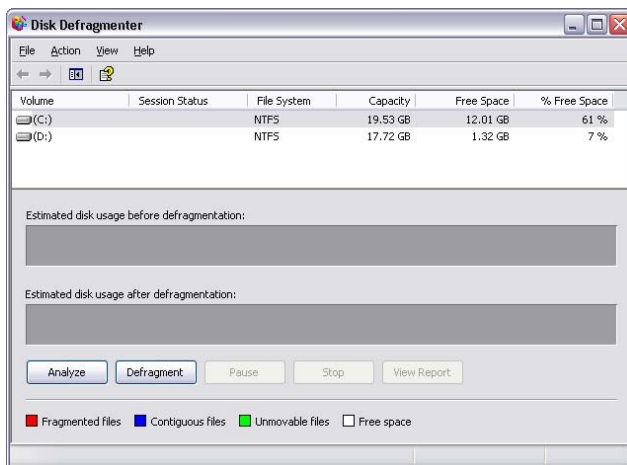 Disk Defragmenter
File Action View Help
Volume Session Status File System Capacity Free Space % Free Space
(C:) NTFS 19.53 GB 12.01 GB 61 %
(D:) NTFS 17.72 GB 1.32 GB 7 %
Estimated disk usage before defragmentation:
Estimated disk usage after defragmentation:
Analyze Defragment Pause Stop View Report
Fragmented files Contiguous files Unmovable files Free space